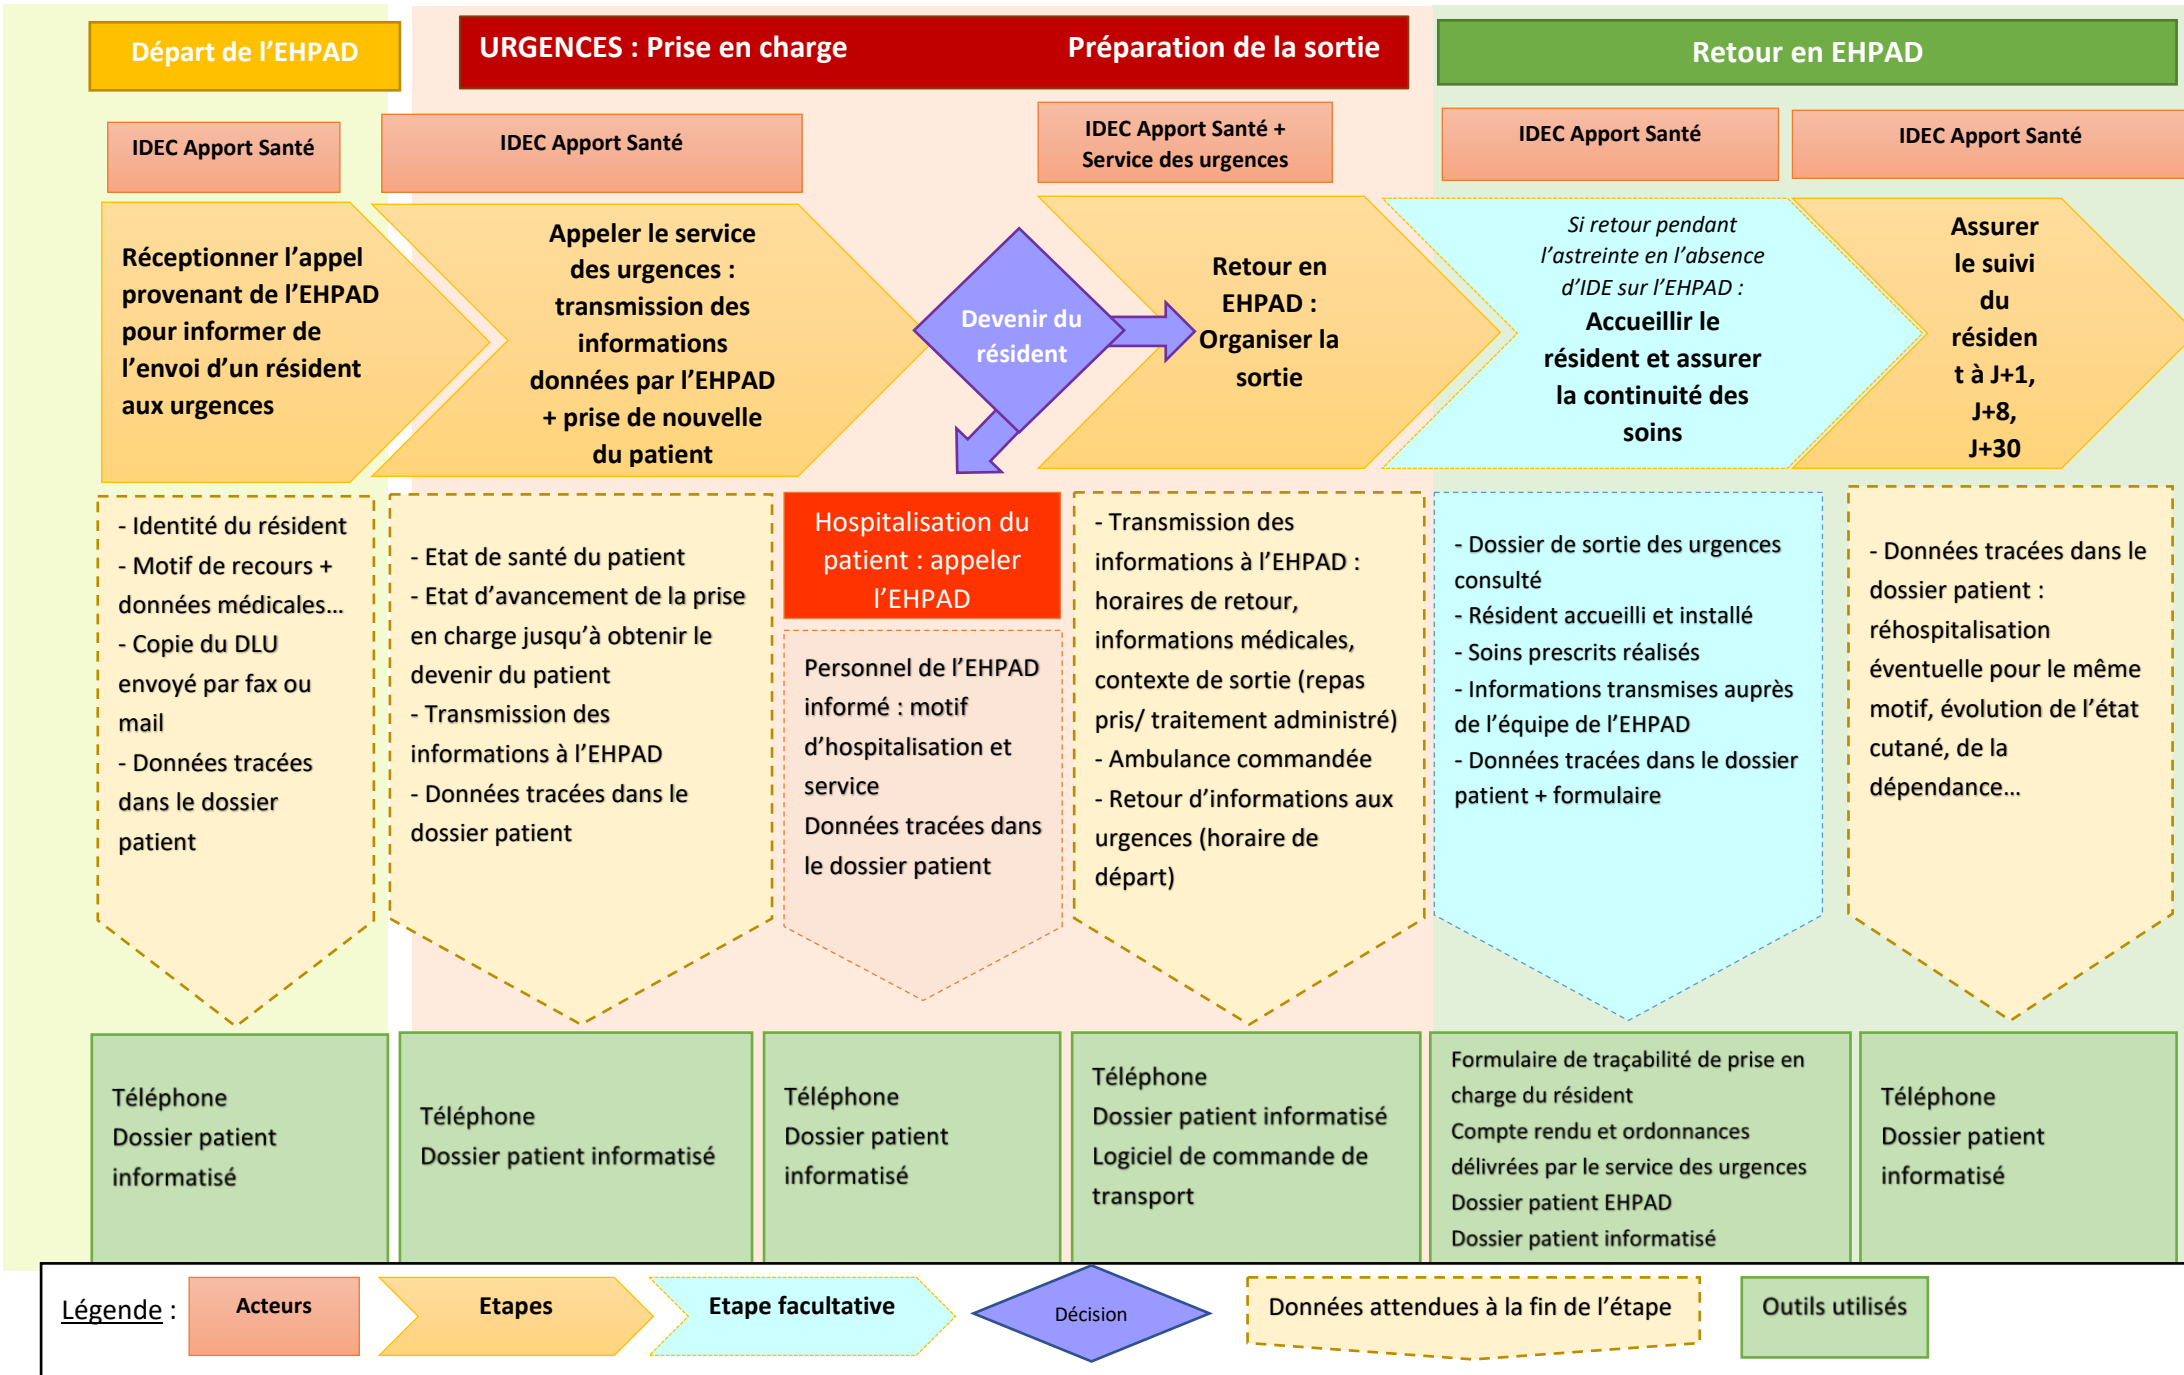 Départ de l’EHPAD
URGENCES : Prise en charge
Préparation de la sortie
Retour en EHPAD
IDEC Apport Santé
IDEC Apport Santé
IDEC Apport Santé +
Service des urgences
IDEC Apport Santé
IDEC Apport Santé
Réceptionner l’appel
provenant de l’EHPAD
pour informer de
l’envoi d’un résident
aux urgences
Appeler le service
des urgences :
transmission des
informations
données par l’EHPAD
+ prise de nouvelle
du patient
Devenir du
résident
Retour en
EHPAD :
Organiser la
sortie
Si retour pendant
l’astreinte en l’absence
d’IDE sur l’EHPAD :
Accueillir le
résident et assurer
la continuité des
soins
Assurer
le suivi
du
résiden
t à J+1,
J+8,
J+30
- Identité du résident
- Motif de recours +
données médicales…
- Copie du DLU
envoyé par fax ou
mail
- Données tracées
dans le dossier
patient
- Etat de santé du patient
- Etat d’avancement de la prise
en charge jusqu’à obtenir le
devenir du patient
- Transmission des
informations à l’EHPAD
- Données tracées dans le
dossier patient
Hospitalisation du
patient : appeler
l’EHPAD
Personnel de l’EHPAD
informé : motif
d’hospitalisation et
service
Données tracées dans
le dossier patient
- Transmission des
informations à l’EHPAD :
horaires de retour,
informations médicales,
contexte de sortie (repas
pris/ traitement administré)
- Ambulance commandée
- Retour d’informations aux
urgences (horaire de
départ)
- Dossier de sortie des urgences
consulté
- Résident accueilli et installé
- Soins prescrits réalisés
- Informations transmises auprès
de l’équipe de l’EHPAD
- Données tracées dans le dossier
patient + formulaire
- Données tracées dans le
dossier patient :
réhospitalisation
éventuelle pour le même
motif, évolution de l’état
cutané, de la
dépendance…
Téléphone
Dossier patient
informatisé
Téléphone
Dossier patient informatisé
Téléphone
Dossier patient
informatisé
Téléphone
Dossier patient informatisé
Logiciel de commande de
transport
Formulaire de traçabilité de prise en
charge du résident
Compte rendu et ordonnances
délivrées par le service des urgences
Dossier patient EHPAD
Dossier patient informatisé
Téléphone
Dossier patient
informatisé
Légende :
Acteurs
Etapes
Etape facultative
Décision
Données attendues à la fin de l’étape
Outils utilisés